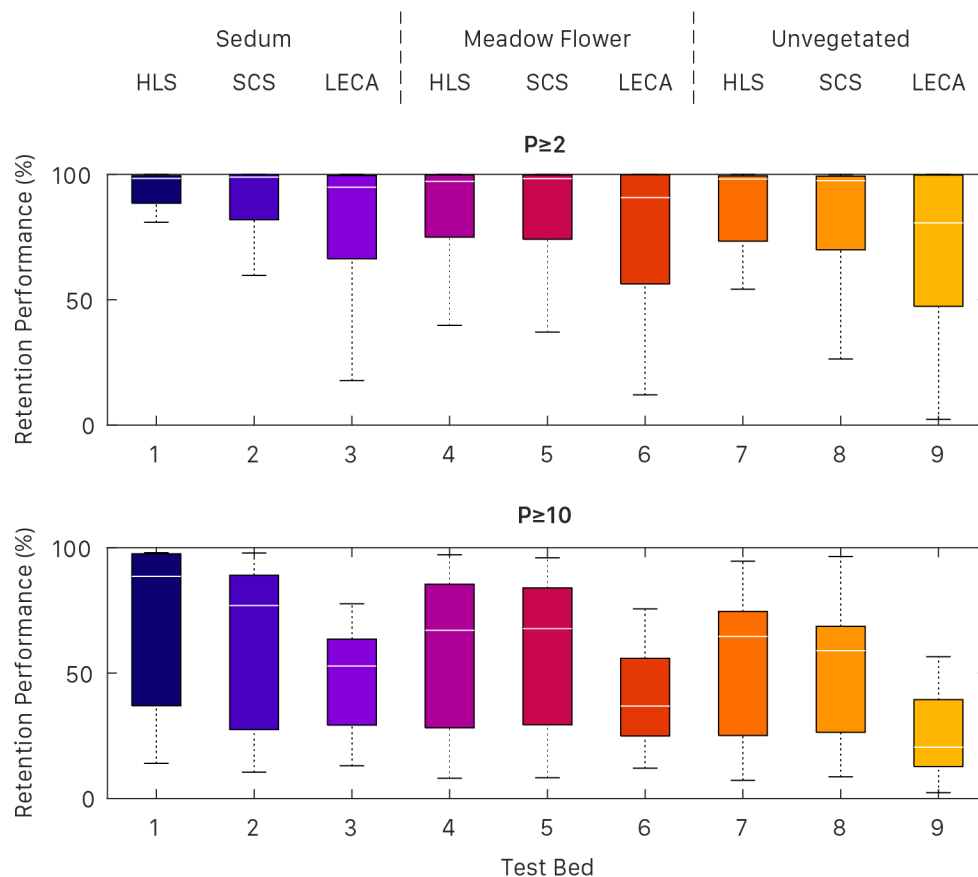 Sedum Meadow Flower Unvegetated
HLS SCS LECA HLS SCS LECA HLS SCS LECA
P≥2
Retention Performance (%)
100
50
0
1 2 3 4 5 6 7 8 9
P≥10
Retention Performance (%)
100
50
0
1 2 3 4 5 6 7 8 9
Test Bed